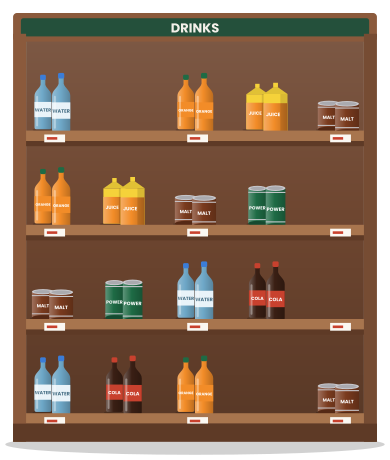 DRINKS
WATER WATER ORANGE ORANGE JUICE JUICE MALT MALT
ORANGE ORANGE JUICE JUICE MALT MALT POWER POWER
MALT MALT POWER POWER WATER WATER COLA COLA
WATER WATER COLA COLA ORANGE ORANGE MALT MALT